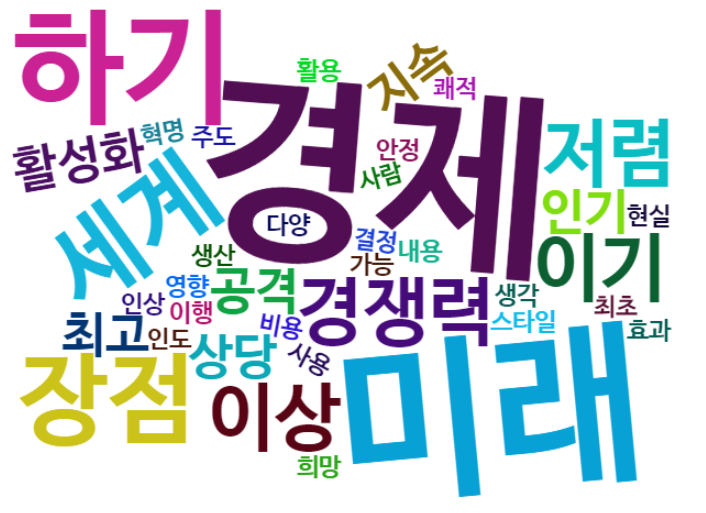 하기
활용
지속
쾌적
경제
활성화
혁명
주도
안정
저렴
세계
사람
인기
현실
다양
생산
결정
내용
이기
가능
영향
공격
경쟁력
생각
인상
이행
최초
최고
인도
비용
스타일
효과
상당
사용
장점
이상
미래
희망